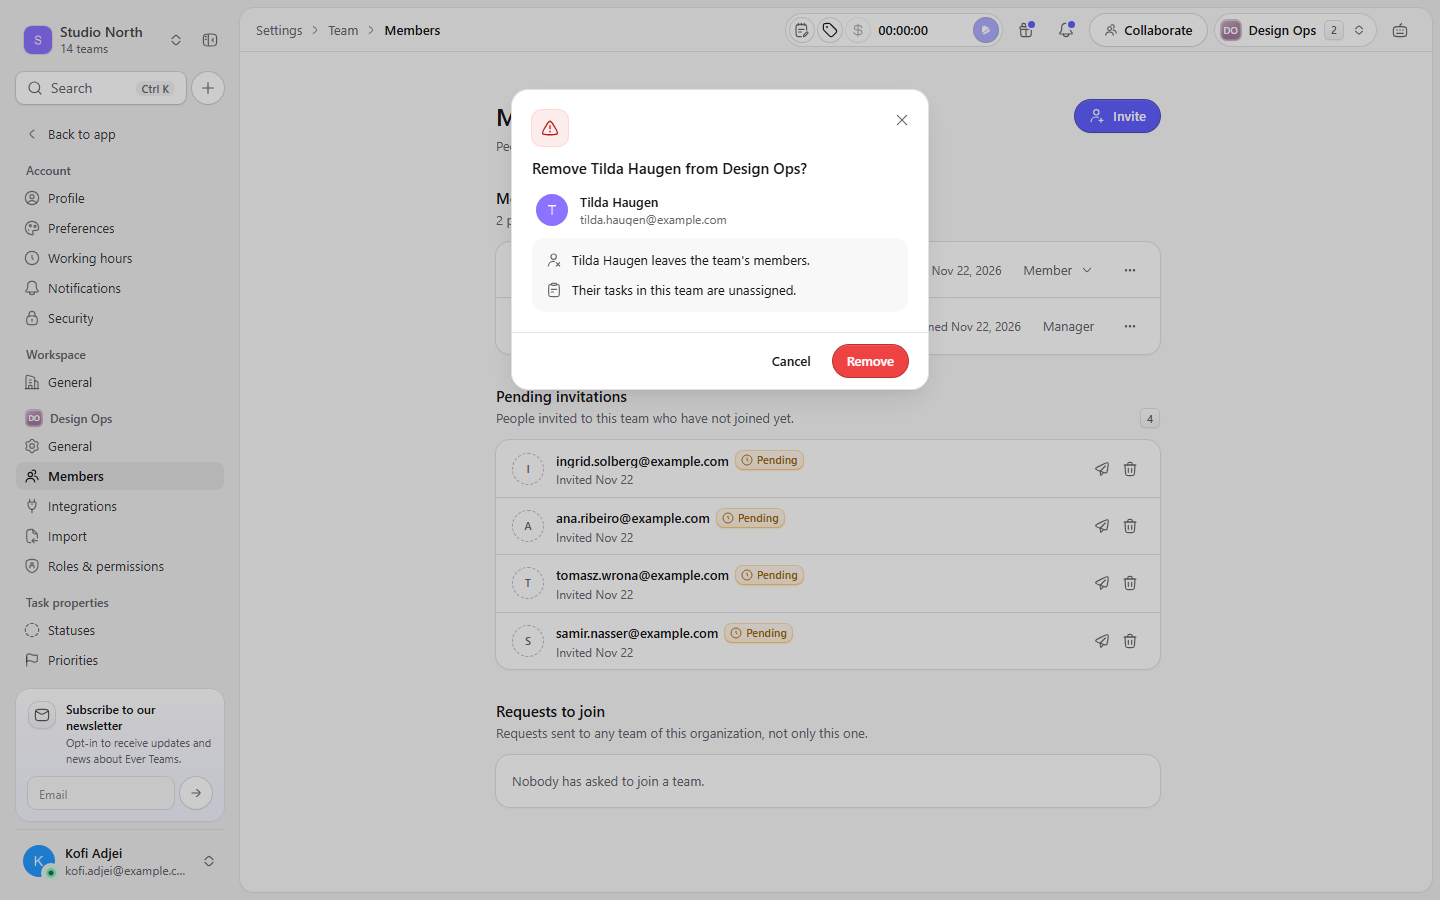 S
Studio North
14 teams
Search
Ctrl K
Back to app
Account
Profile
Preferences
Working hours
Notifications
Security
Workspace
General
DO
Design Ops
General
Members
Integrations
Import
Roles & permissions
Task properties
Statuses
Priorities
Subscribe to our
newsletter
Opt-in to receive updates and
news about Ever Teams.
Email
K
Kofi Adjei
kofi.adjei@example.c...
Settings
Team
Members
$
00:00:00
Collaborate
DO
Design Ops
2
Invite
Remove Tilda Haugen from Design Ops?
T
Tilda Haugen
tilda.haugen@example.com
Tilda Haugen leaves the team's members.
Their tasks in this team are unassigned.
Cancel
Remove
2
Nov 22, 2026
Member
Nov 22, 2026
Manager
Pending invitations
People invited to this team who have not joined yet.
4
I
ingrid.solberg@example.com
Pending
Invited Nov 22
A
ana.ribeiro@example.com
Pending
Invited Nov 22
T
tomasz.wrona@example.com
Pending
Invited Nov 22
S
samir.nasser@example.com
Pending
Invited Nov 22
Requests to join
Requests sent to any team of this organization, not only this one.
Nobody has asked to join a team.